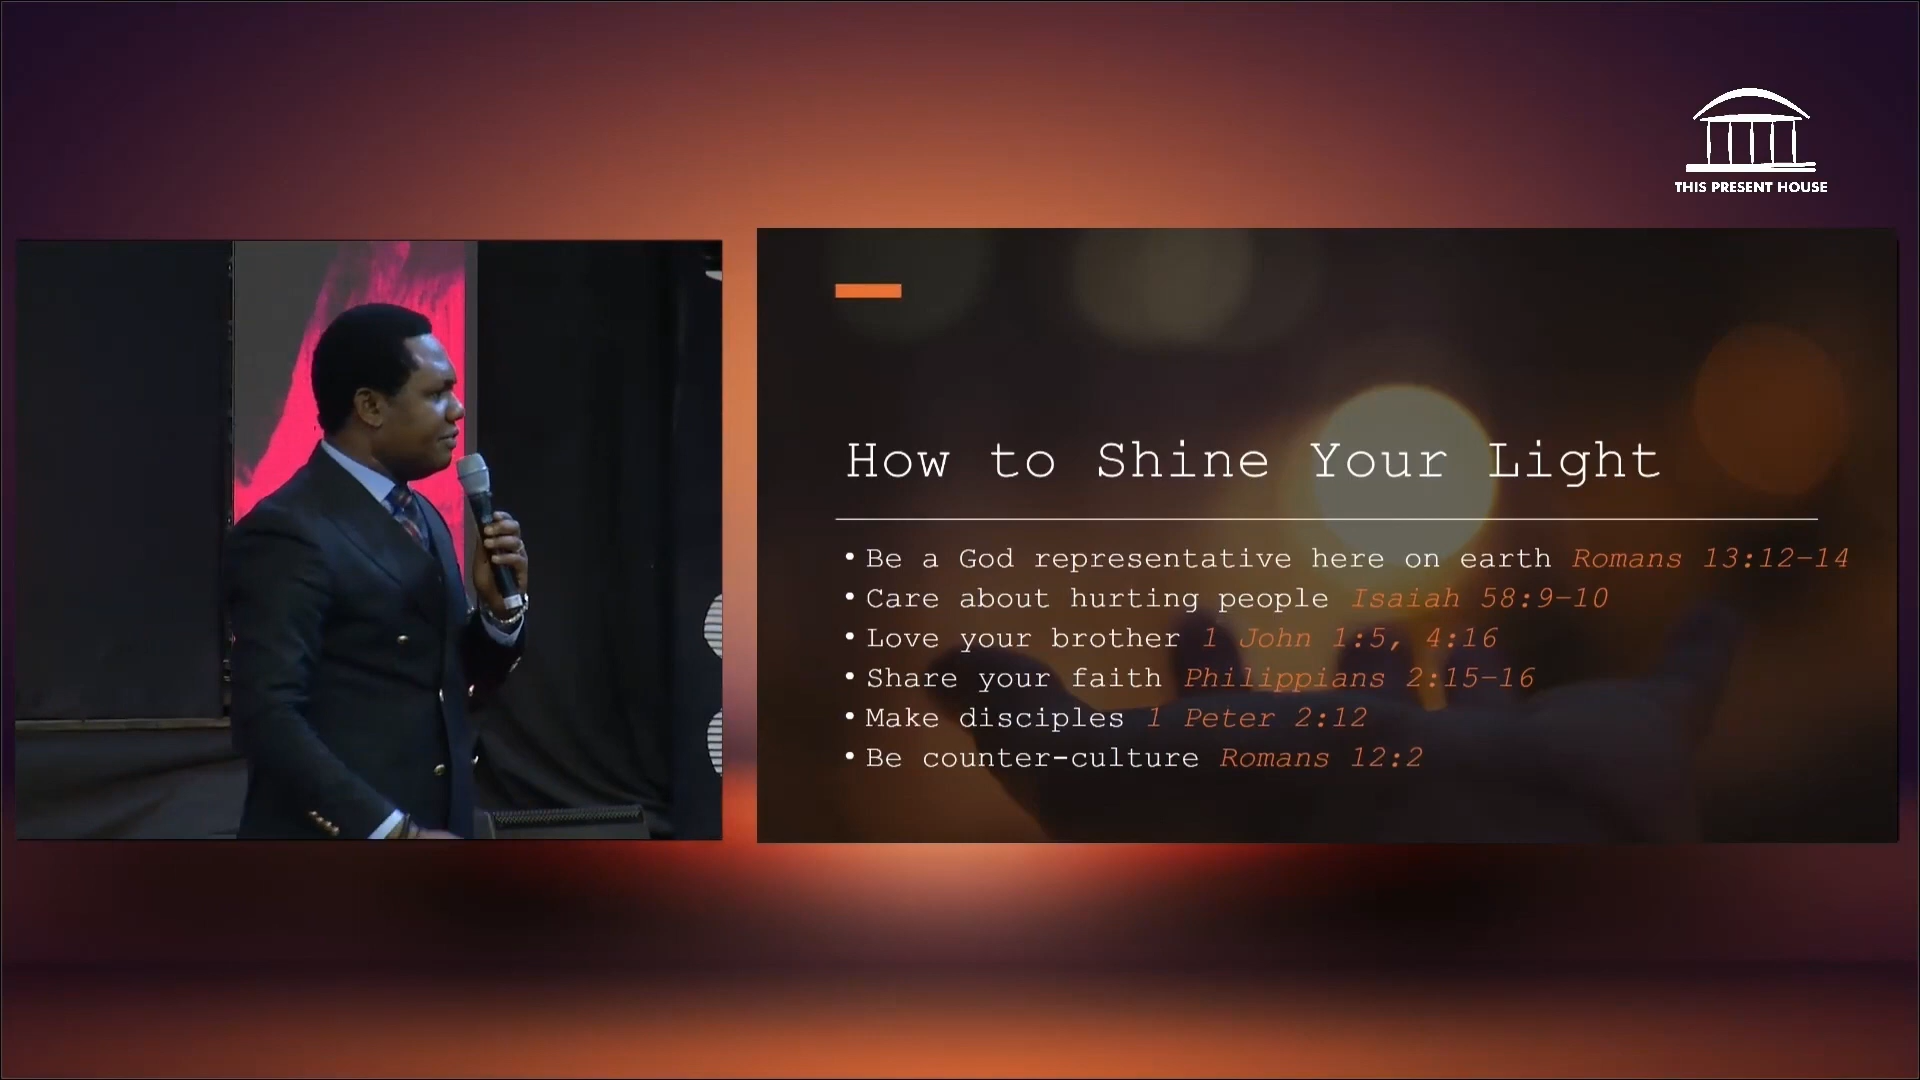 THIS PRESENT HOUSE
How to Shine Your Light
• Be a God representative here on earth Romans 13:12-14
• Care about hurting people Isaiah 58:9-10
• Love your brother 1 John 1:5, 4:16
• Share your faith Philippians 2:15-16
• Make disciples 1 Peter 2:12
• Be counter-culture Romans 12:2